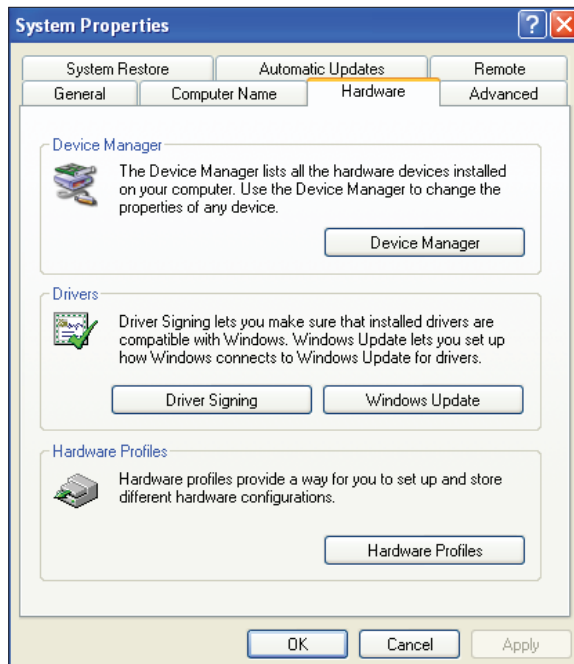 System Properties
System Restore
Automatic Updates
Remote
General
Computer Name
Hardware
Advanced
Device Manager
The Device Manager lists all the hardware devices installed
on your computer. Use the Device Manager to change the
properties of any device.
Device Manager
Drivers
Driver Signing lets you make sure that installed drivers are
compatible with Windows. Windows Update lets you set up
how Windows connects to Windows Update for drivers.
Driver Signing
Windows Update
Hardware Profiles
Hardware profiles provide a way for you to set up and store
different hardware configurations.
Hardware Profiles
OK
Cancel
Apply